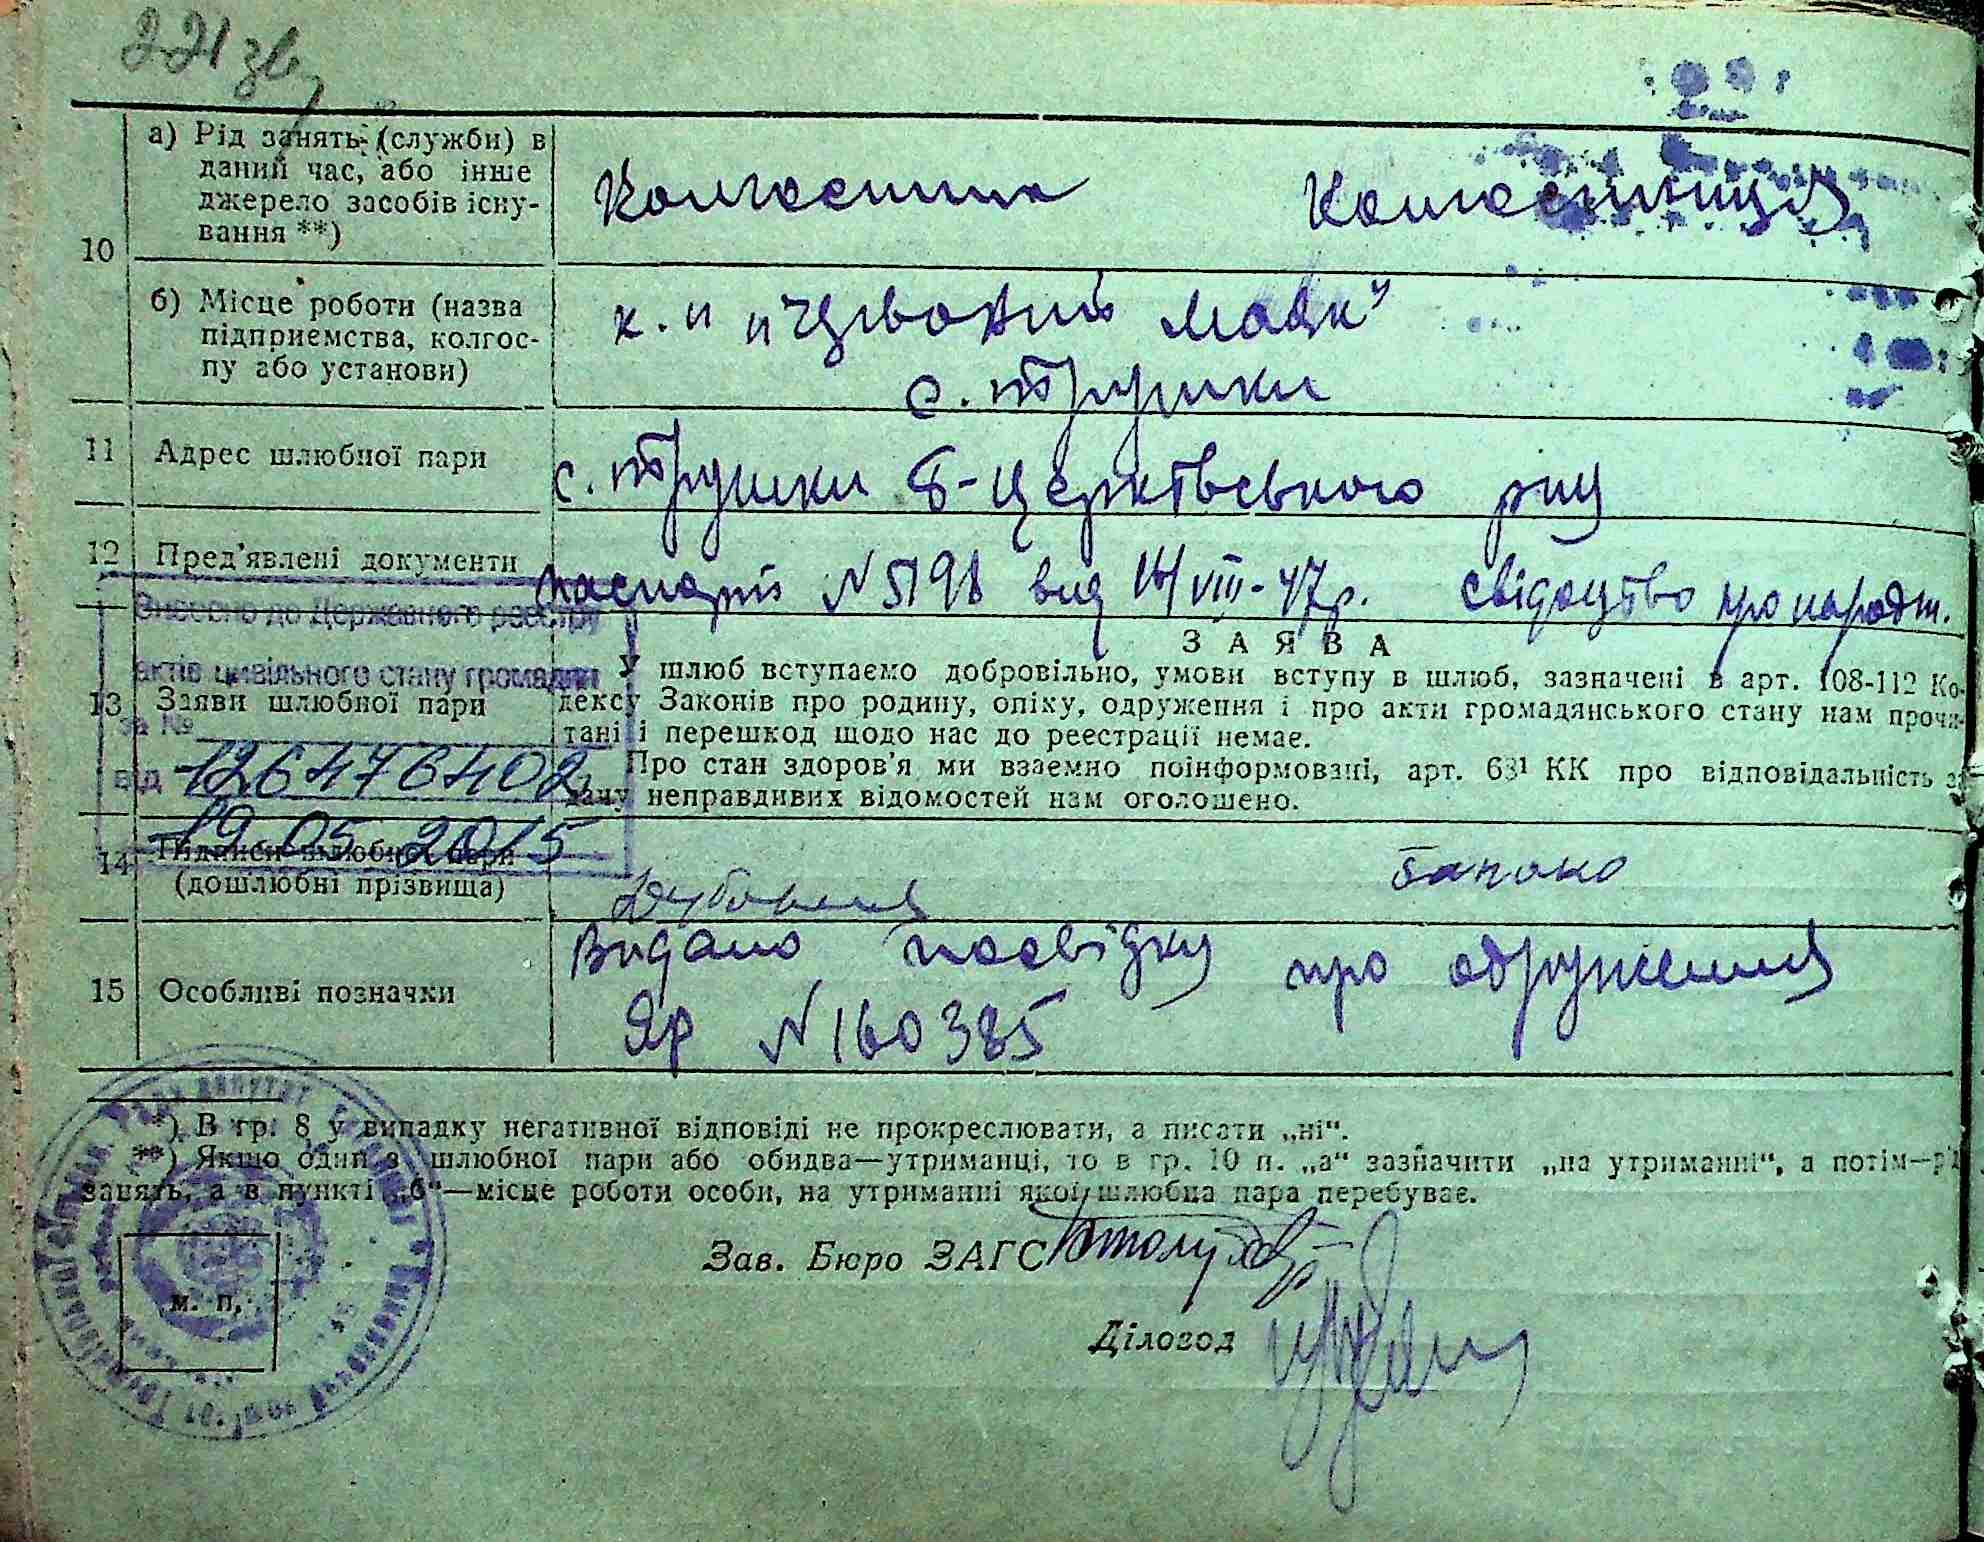 221 зв
а) Рід занять (служби) в
даний час, або інше
джерело засобів існу-
вання **)
Колгоспник Колгоспниця
10
б) Місце роботи (назва
підприємства, колгос-
пу або установи)
к.г „Червоний маяк"
с. Трушки
11 Адрес шлюбної пари
с. Трушки Б-Церківського р-ну
12 Пред'явлені документи
паспорт N 5198 вид 14/VIII-47р. свідоцтво про народж.
Внесено до Державного реєстру
актів цивільного стану громадян
за №
від 126476402
19-05-2015
13 Заяви шлюбної пари
ЗАЯВА
У шлюб вступаємо добровільно, умови вступу в шлюб, зазначені в арт. 108-112 Ко-
дексу Законів про родину, опіку, одруження і про акти громадянського стану нам прочи-
тані і перешкод щодо нас до реєстрації немає.
Про стан здоров'я ми взаємно поінформовані, арт. 63¹ КК про відповідальність за
дачу неправдивих відомостей нам оголошено.
14 Підписи шлюбної пари
(дошлюбні прізвища)
15 Особливі позначки
Видано посвідку про одруження
ЯР N 160385
*) В гр. 8 у випадку негативної відповіді не прокреслювати, а писати „ні".
**) Якщо один з шлюбної пари або обидва—утриманці, то в гр. 10 п. „а" зазначити „на утриманні", а потім—рід
занять, а в пункті „б"—місце роботи особи, на утриманні якої шлюбна пара перебуває.
Зав. Бюро ЗАГС
Діловод
м. п.